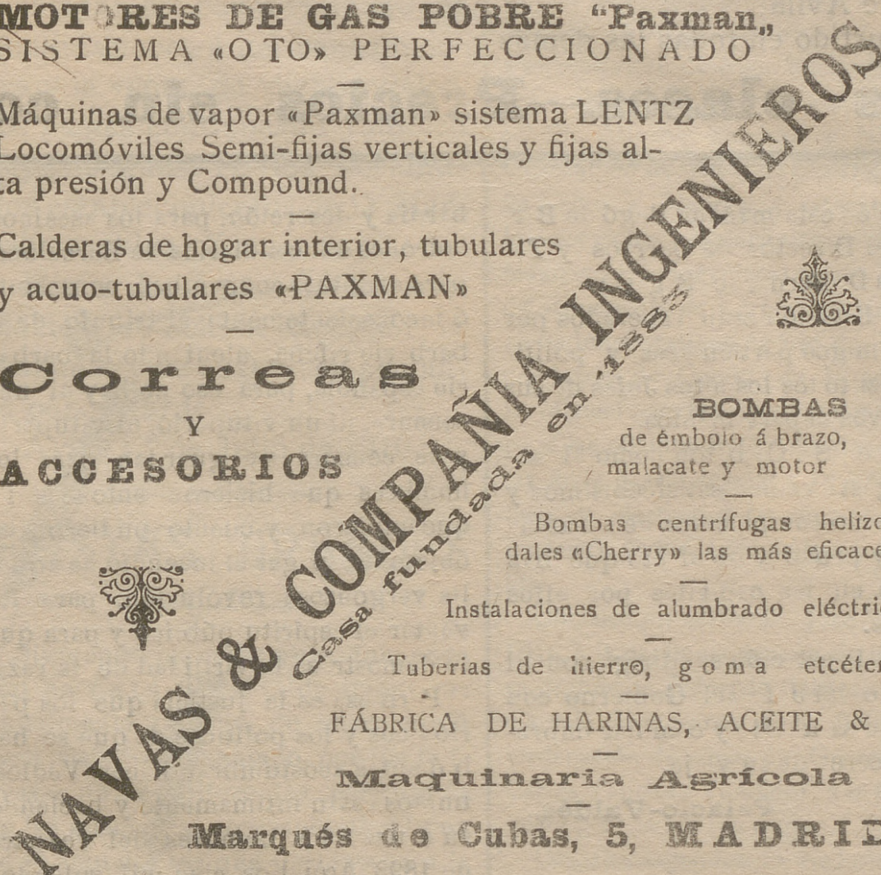 MOTORES DE GAS POBRE “Paxman„
SISTEMA «OTO» PERFECCIONADO
Máquinas de vapor «Paxman» sistema LENTZ
Locomóviles Semi-fijas verticales y fijas al-
ta presión y Compound.
Calderas de hogar interior, tubulares
y acuo-tubulares «PAXMAN»
Correas
Y
ACCESORIOS
NAVAS & COMPAÑIA INGENIEROS
Casa fundada en 1883
BOMBAS
de émbolo á brazo,
malacate y motor
Bombas centrífugas helizo
dales «Cherry» las más eficace
Instalaciones de alumbrado eléctri
Tuberias de hierro, goma etcéte
FÁBRICA DE HARINAS, ACEITE &
Maquinaria Agrícola
Marqués de Cubas, 5, MADRID